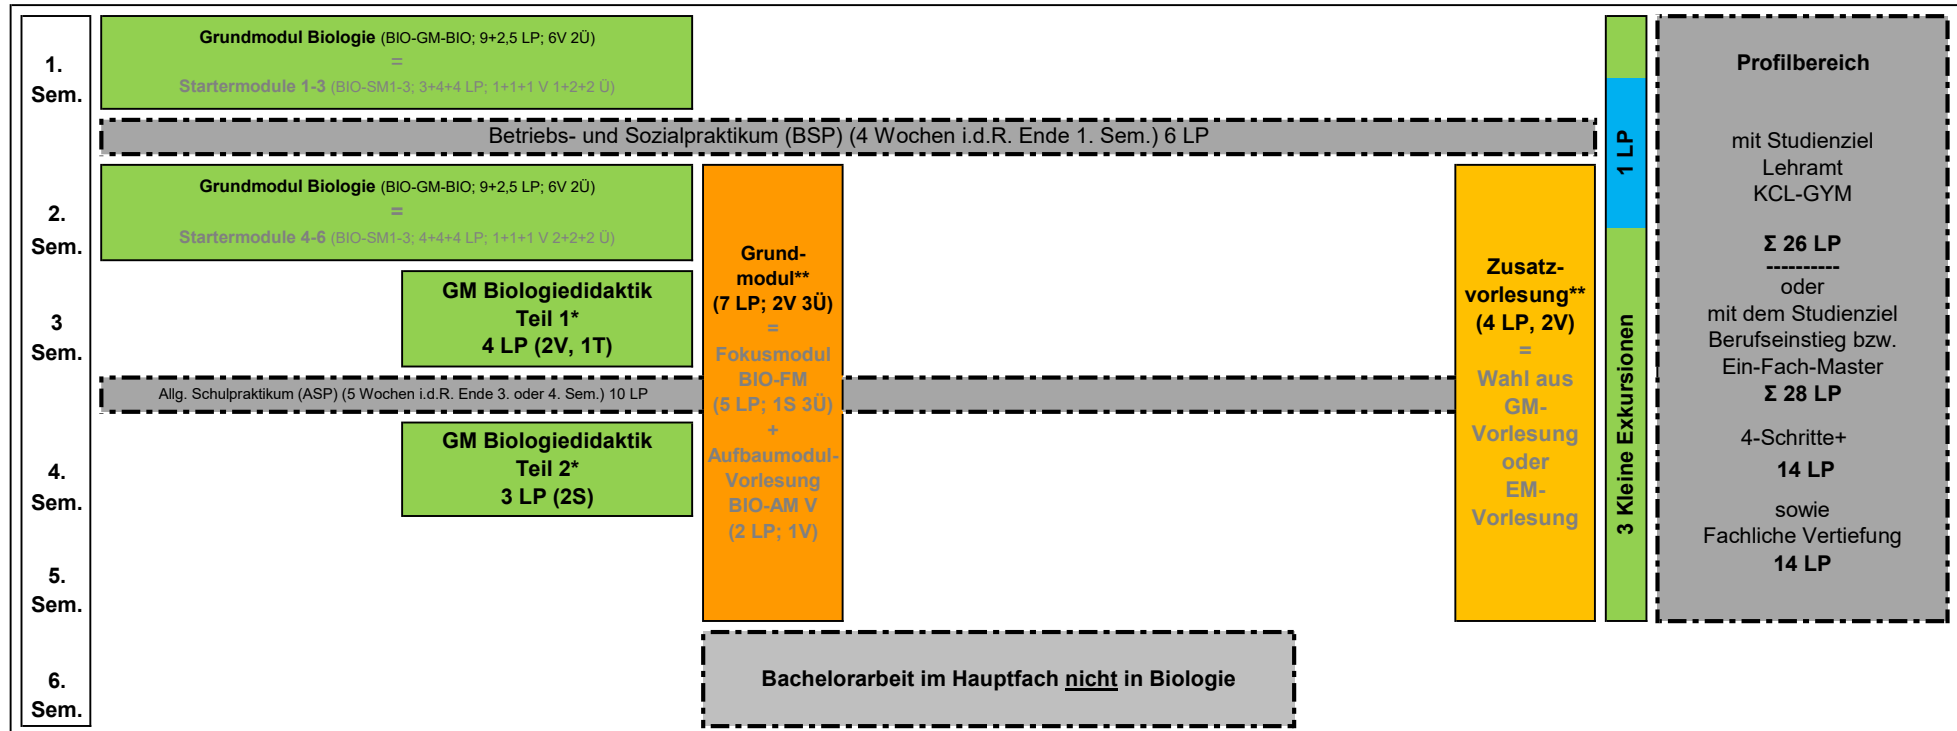 1.
Sem.
Grundmodul Biologie (BIO-GM-BIO; 9+2,5 LP; 6V 2Ü)
=
Startermodule 1-3 (BIO-SM1-3; 3+4+4 LP; 1+1+1 V 1+2+2 Ü)
Betriebs- und Sozialpraktikum (BSP) (4 Wochen i.d.R. Ende 1. Sem.) 6 LP
2.
Sem.
Grundmodul Biologie (BIO-GM-BIO; 9+2,5 LP; 6V 2Ü)
=
Startermodule 4-6 (BIO-SM1-3; 4+4+4 LP; 1+1+1 V 2+2+2 Ü)
3
Sem.
GM Biologiedidaktik
Teil 1*
4 LP (2V, 1T)
Allg. Schulpraktikum (ASP) (5 Wochen i.d.R. Ende 3. oder 4. Sem.) 10 LP
4.
Sem.
GM Biologiedidaktik
Teil 2*
3 LP (2S)
5.
Sem.
6.
Sem.
Grund-
modul**
(7 LP; 2V 3Ü)
=
Fokusmodul
BIO-FM
(5 LP; 1S 3Ü)
+
Aufbaumodul-
Vorlesung
BIO-AM V
(2 LP; 1V)
Bachelorarbeit im Hauptfach nicht in Biologie
Zusatz-
vorlesung**
(4 LP, 2V)
=
Wahl aus
GM-
Vorlesung
oder
EM-
Vorlesung
1 LP
3 Kleine Exkursionen
Profilbereich
mit Studienziel
Lehramt
KCL-GYM
Σ 26 LP
----------
oder
mit dem Studienziel
Berufseinstieg bzw.
Ein-Fach-Master
Σ 28 LP
4-Schritte+
14 LP
sowie
Fachliche Vertiefung
14 LP